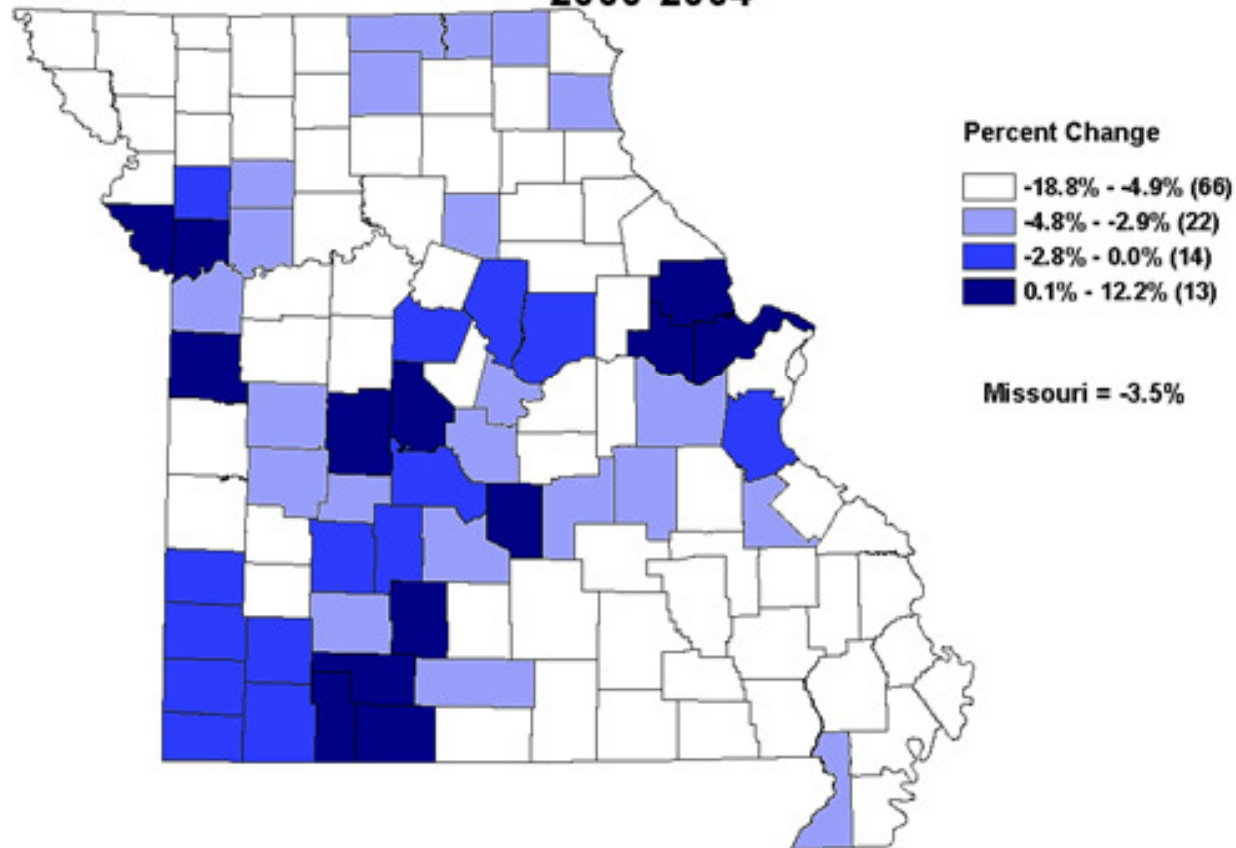 Percent Change
-18.8% - -4.9% (66)
-4.8% - -2.9% (22)
-2.8% - 0.0% (14)
0.1% - 12.2% (13)
Missouri = -3.5%